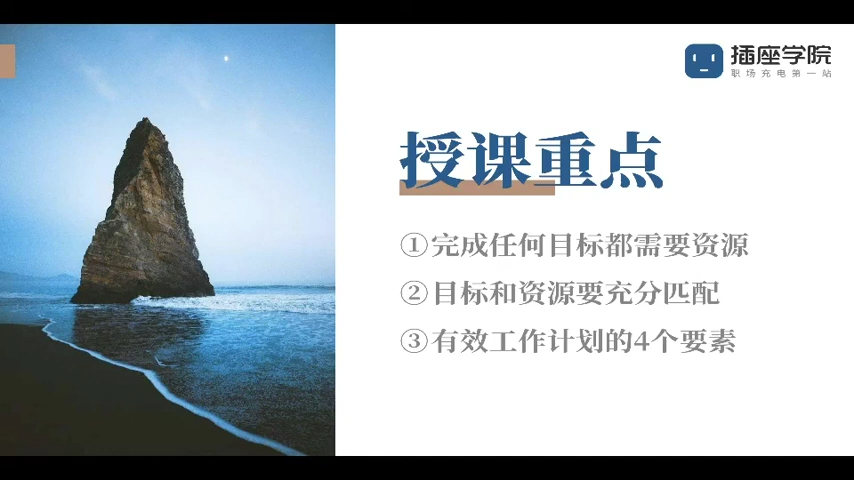 插座学院
职场充电第一站
授课重点
①完成任何目标都需要资源
②目标和资源要充分匹配
③有效工作计划的4个要素